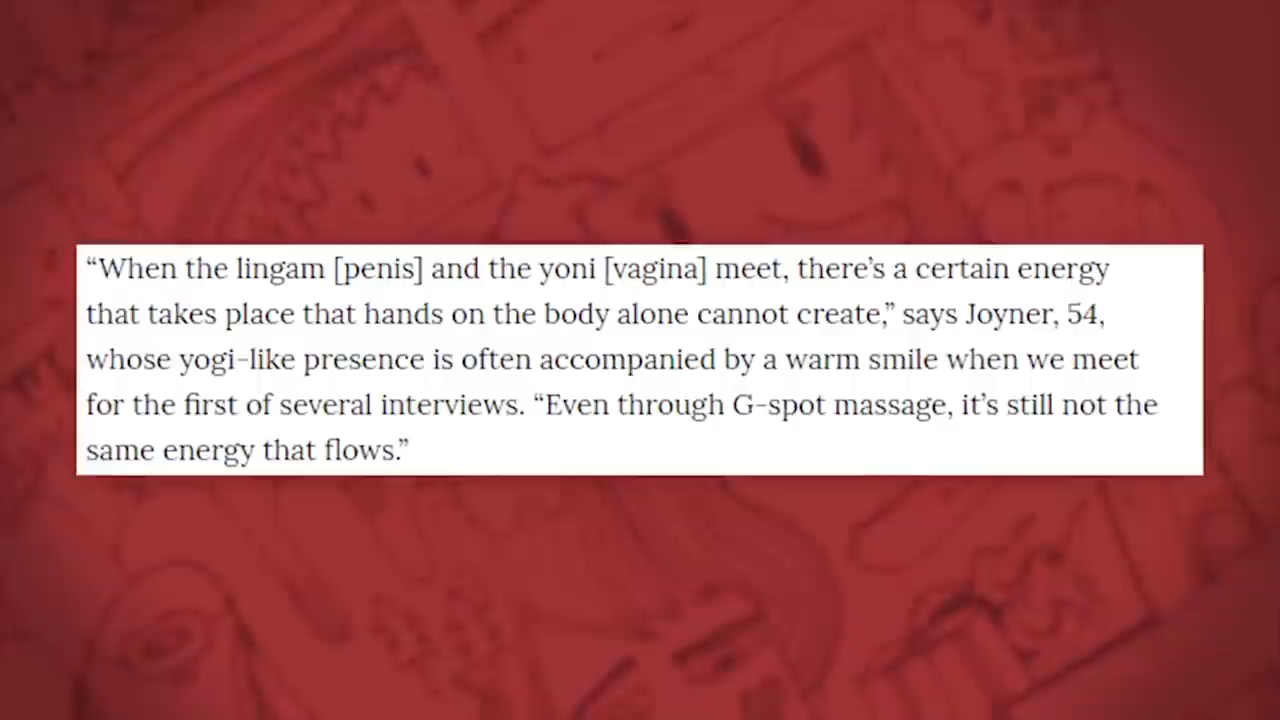 “When the lingam [penis] and the yoni [vagina] meet, there’s a certain energy
that takes place that hands on the body alone cannot create,” says Joyner, 54,
whose yogi-like presence is often accompanied by a warm smile when we meet
for the first of several interviews. “Even through G-spot massage, it’s still not the
same energy that flows.”